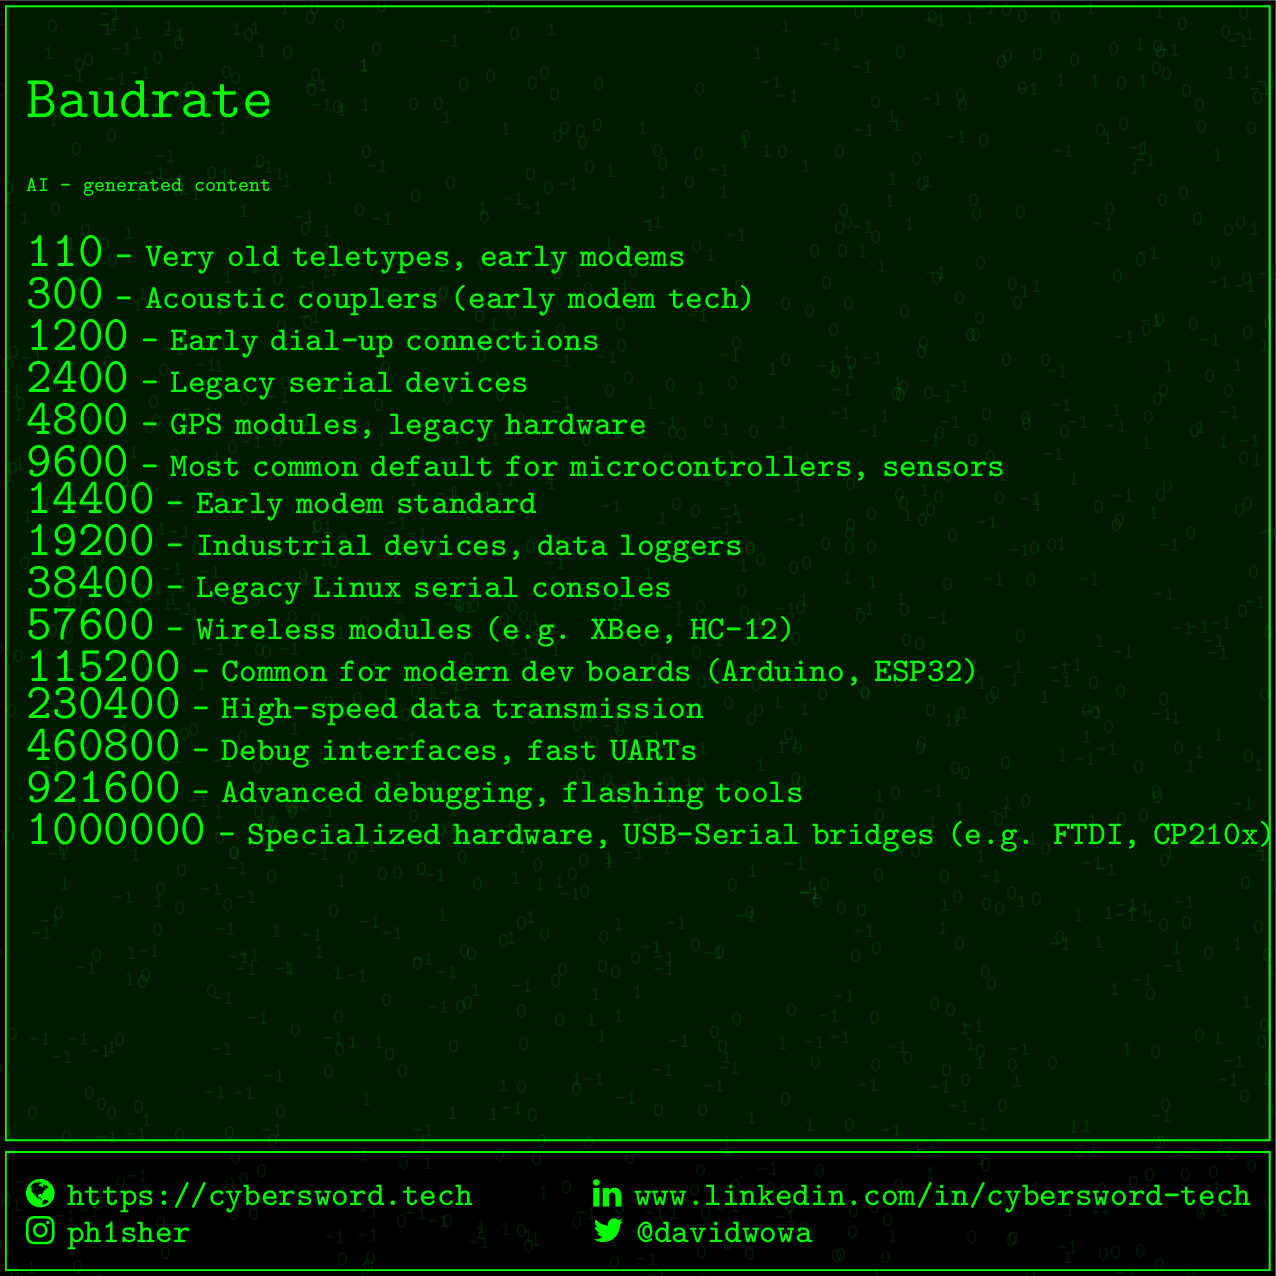 Baudrate
AI - generated content
110 - Very old teletypes, early modems
300 - Acoustic couplers (early modem tech)
1200 - Early dial-up connections
2400 - Legacy serial devices
4800 - GPS modules, legacy hardware
9600 - Most common default for microcontrollers, sensors
14400 - Early modem standard
19200 - Industrial devices, data loggers
38400 - Legacy Linux serial consoles
57600 - Wireless modules (e.g. XBee, HC-12)
115200 - Common for modern dev boards (Arduino, ESP32)
230400 - High-speed data transmission
460800 - Debug interfaces, fast UARTs
921600 - Advanced debugging, flashing tools
1000000 - Specialized hardware, USB-Serial bridges (e.g. FTDI, CP210x)
https://cybersword.tech
www.linkedin.com/in/cybersword-tech
ph1sher
@davidwowa